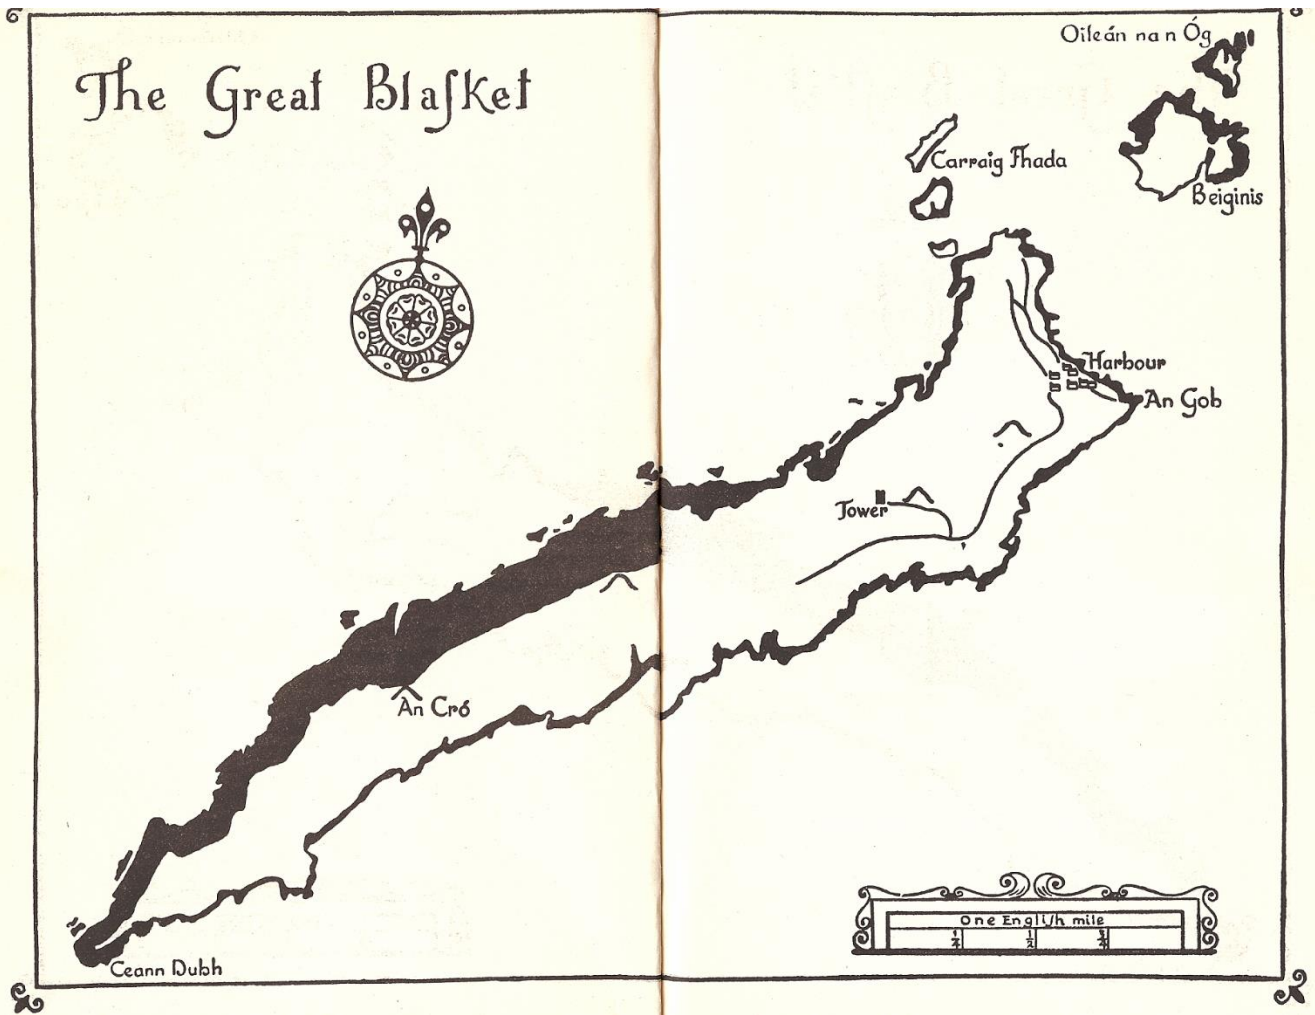 The Great Blaſket
Oileán na n Óg
Carraig Fhada
Beiginis
Harbour
An Gob
Tower
An Cró
Ceann Dubh
One Engliſh mile
1/4 1/2 3/4